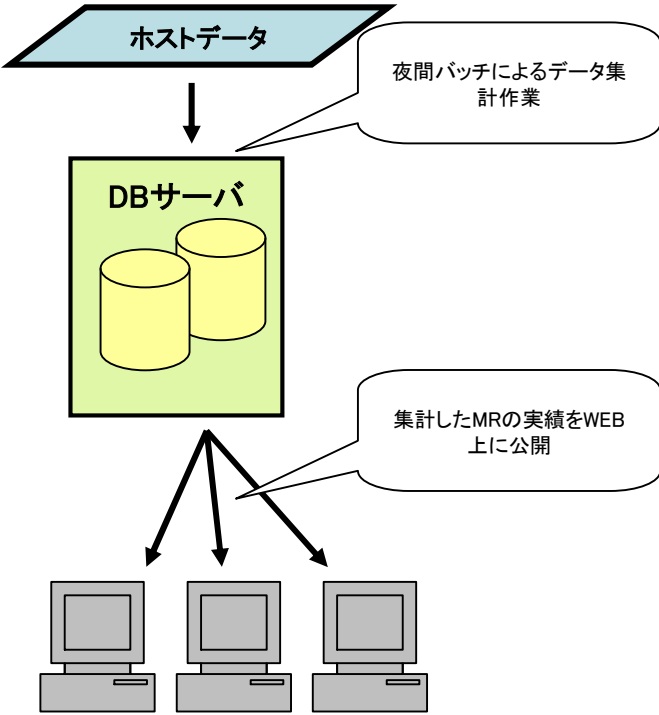 ホストデータ
夜間バッチによるデータ集
計作業
DBサーバ
集計したMRの実績をWEB
上に公開